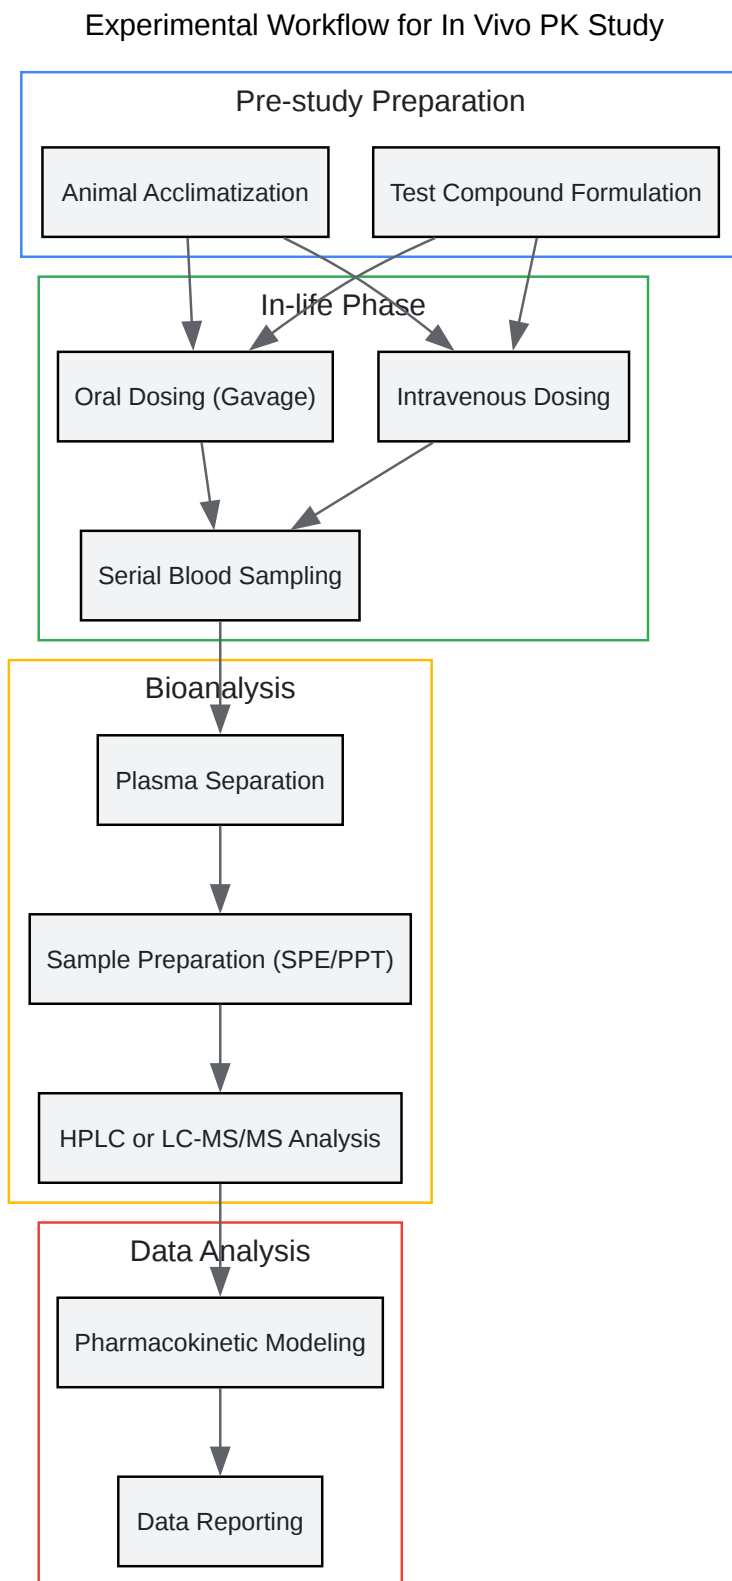 Experimental Workflow for In Vivo PK Study
Pre-study Preparation
Animal Acclimatization
Test Compound Formulation
In-life Phase
Oral Dosing (Gavage)
Intravenous Dosing
Serial Blood Sampling
Bioanalysis
Plasma Separation
Sample Preparation (SPE/PPT)
HPLC or LC-MS/MS Analysis
Data Analysis
Pharmacokinetic Modeling
Data Reporting